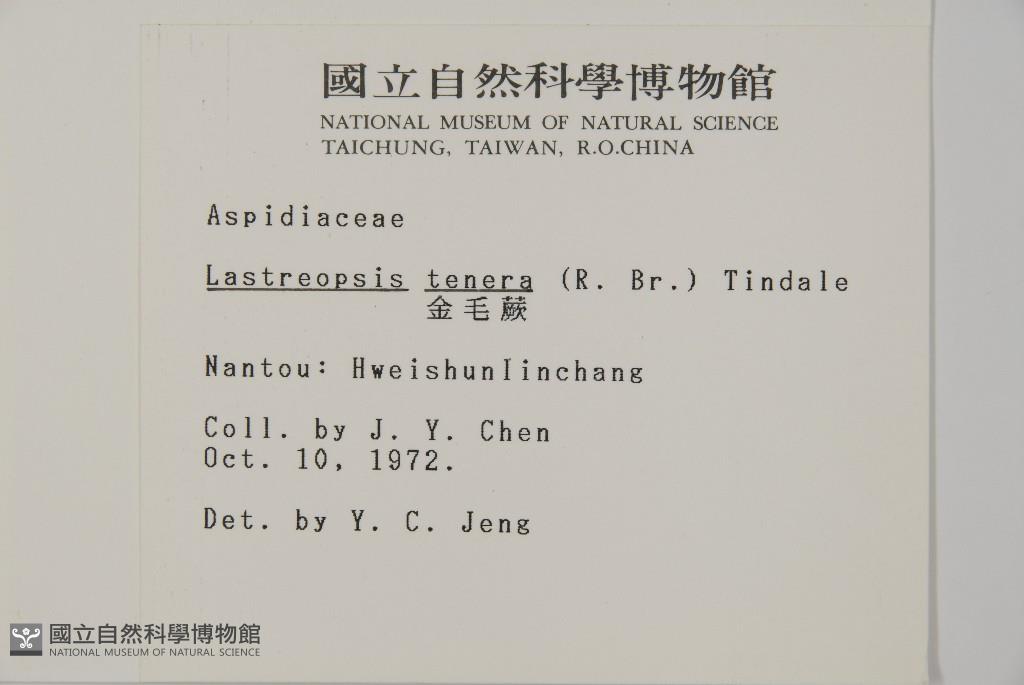 國立自然科學博物館
NATIONAL MUSEUM OF NATURAL SCIENCE
TAICHUNG, TAIWAN, R.O.CHINA
Aspidiaceae
Lastreopsis tenera (R. Br.) Tindale
金毛蕨
Nantou: Hweishunlinchang
Coll. by J. Y. Chen
Oct. 10, 1972.
Det. by Y. C. Jeng
國立自然科學博物館
NATIONAL MUSEUM OF NATURAL SCIENCE